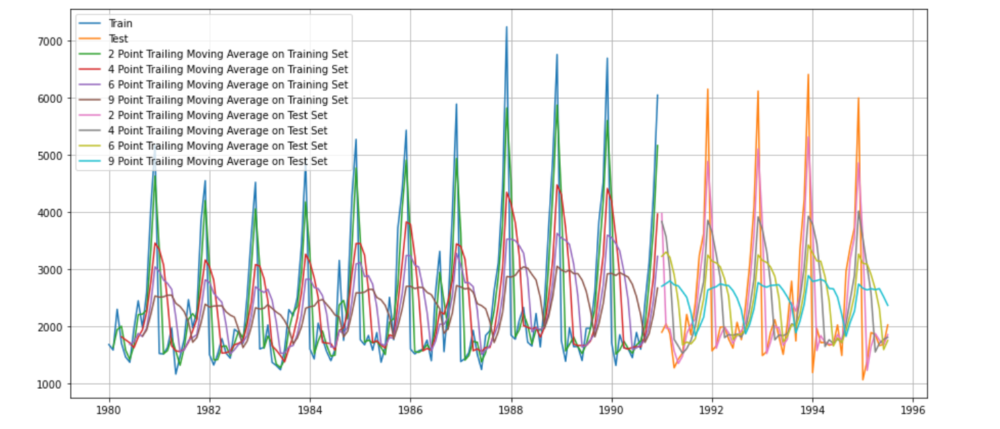 Train
Test
2 Point Trailing Moving Average on Training Set
4 Point Trailing Moving Average on Training Set
6 Point Trailing Moving Average on Training Set
9 Point Trailing Moving Average on Training Set
2 Point Trailing Moving Average on Test Set
4 Point Trailing Moving Average on Test Set
6 Point Trailing Moving Average on Test Set
9 Point Trailing Moving Average on Test Set
7000
6000
5000
4000
3000
2000
1000
1980 1982 1984 1986 1988 1990 1992 1994 1996